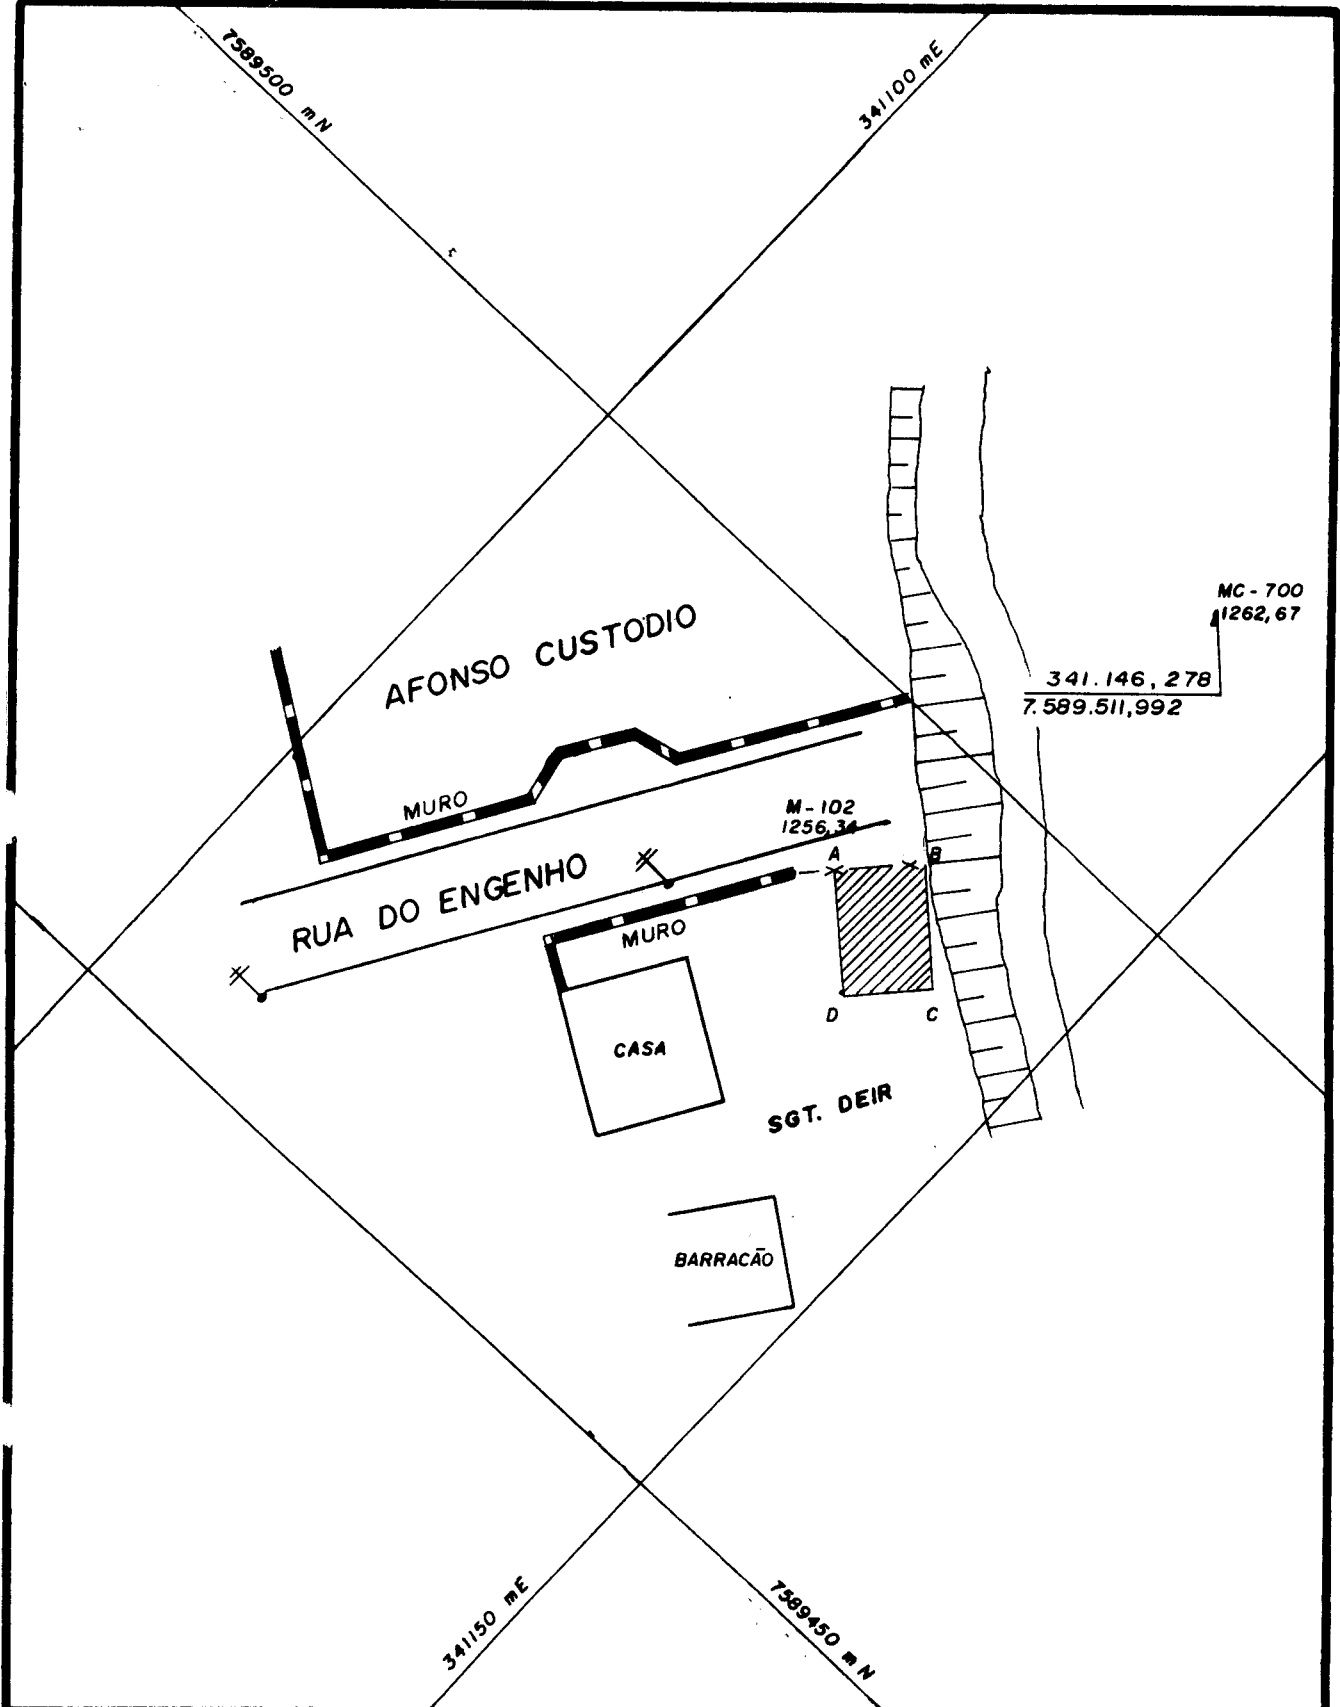 7589500 mN
341100 mE
MC-700
1262,67
AFONSO CUSTÓDIO
341.146,278
7.589.511,992
MURO
M-102
1256,34
A
B
RUA DO ENGENHO
MURO
D
C
CASA
SGT. DEIR
BARRACÃO
341150 mE
7589450 mN